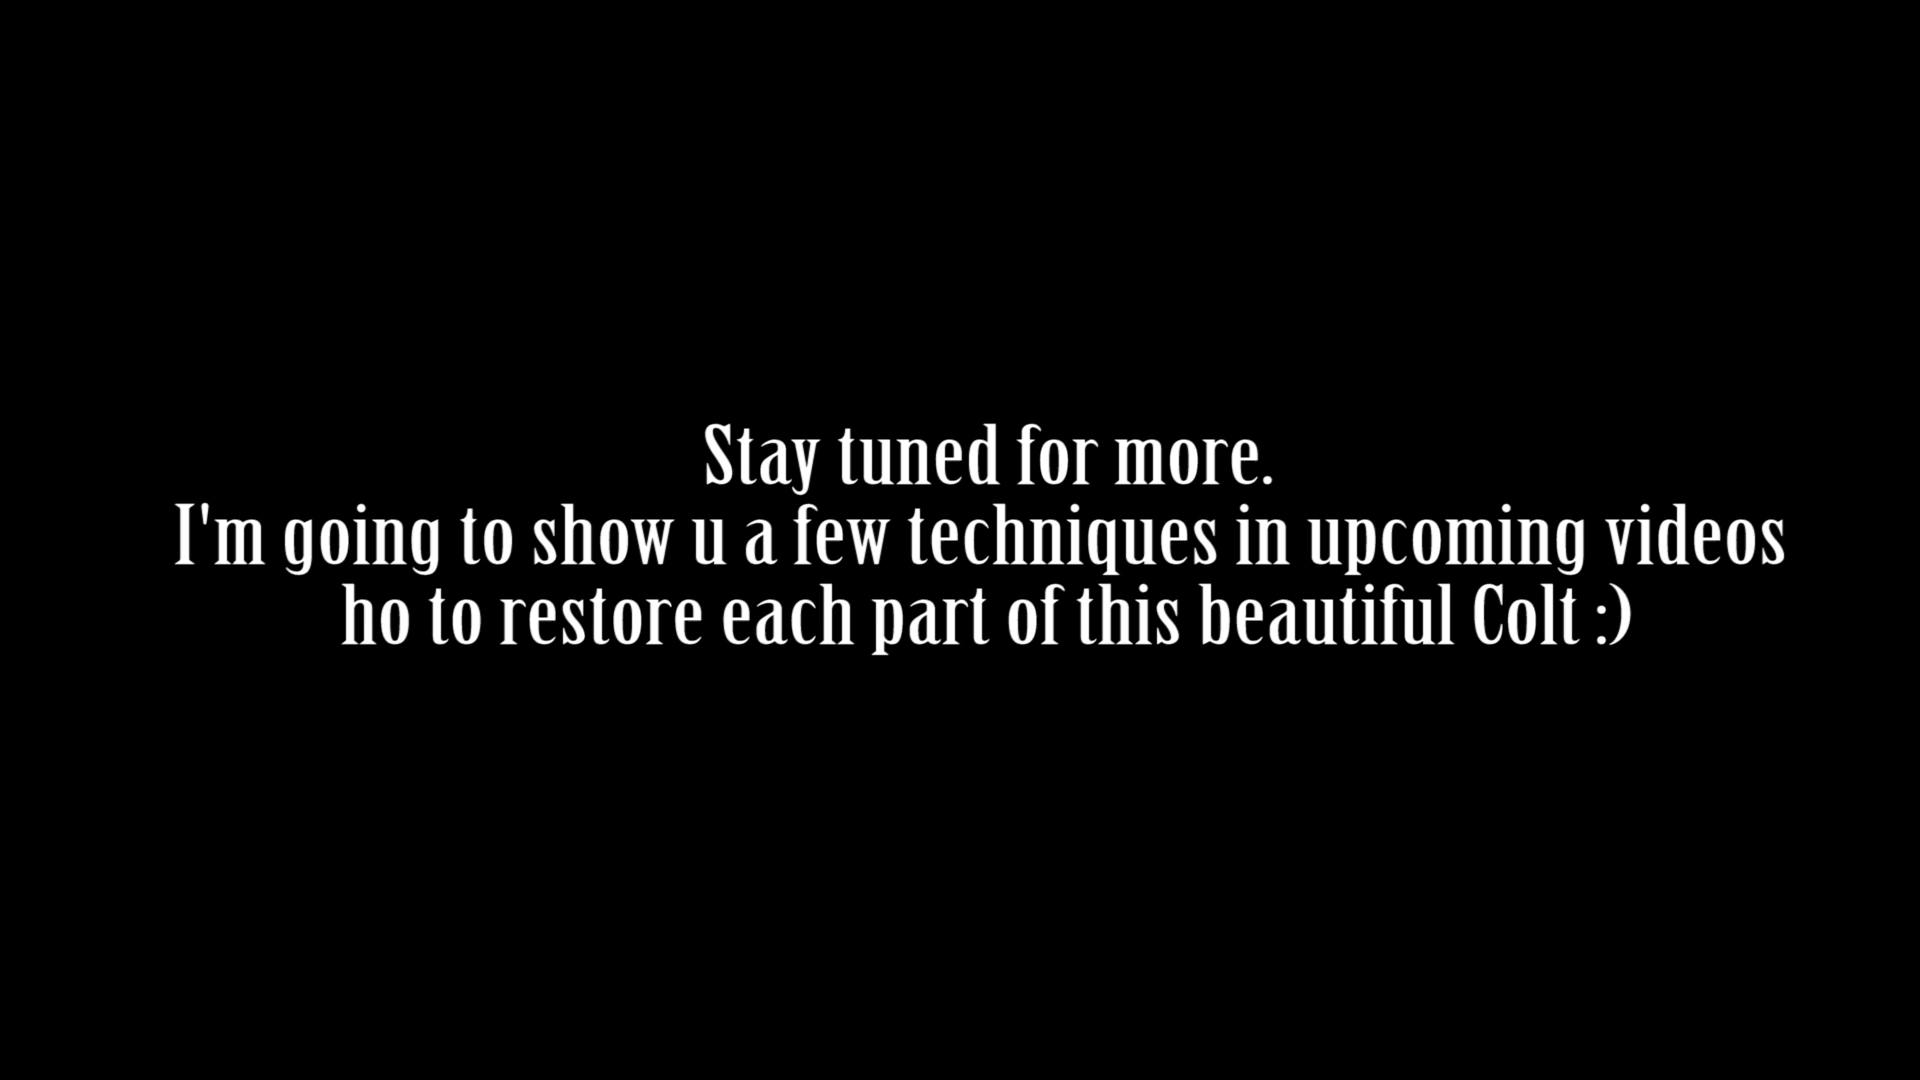 Stay tuned for more.
I'm going to show u a few techniques in upcoming videos
ho to restore each part of this beautiful Colt :)